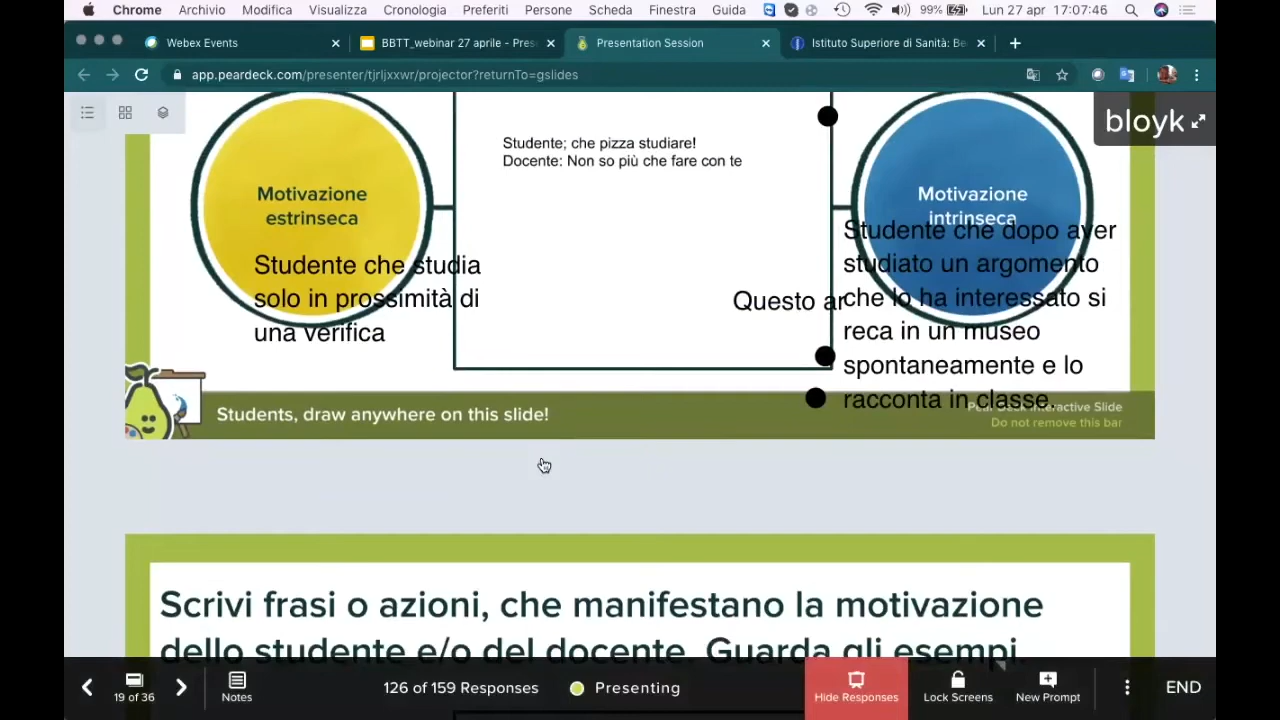 Chrome Archivio Modifica Visualizza Cronologia Preferiti Persone Scheda Finestra Guida 99% Lun 27 apr 17:07:46
Webex Events BBTT_webinar 27 aprile - Pres Presentation Session Istituto Superiore di Sanità: Be
app.peardeck.com/presenter/tjrljxxwr/projector?returnTo=gslides
bloyk
Studente; che pizza studiare!
Docente: Non so più che fare con te
Motivazione
estrinseca
Motivazione
intrinseca
Studente che studia
solo in prossimità di
una verifica
Questo ar
Studente che dopo aver
studiato un argomento
che lo ha interessato si
reca in un museo
spontaneamente e lo
racconta in classe.
Students, draw anywhere on this slide!
Pear Deck Interactive Slide
Do not remove this bar
Scrivi frasi o azioni, che manifestano la motivazione
dello studente e/o del docente. Guarda gli esempi.
19 of 36
Notes
126 of 159 Responses
Presenting
Hide Responses
Lock Screens
New Prompt
END